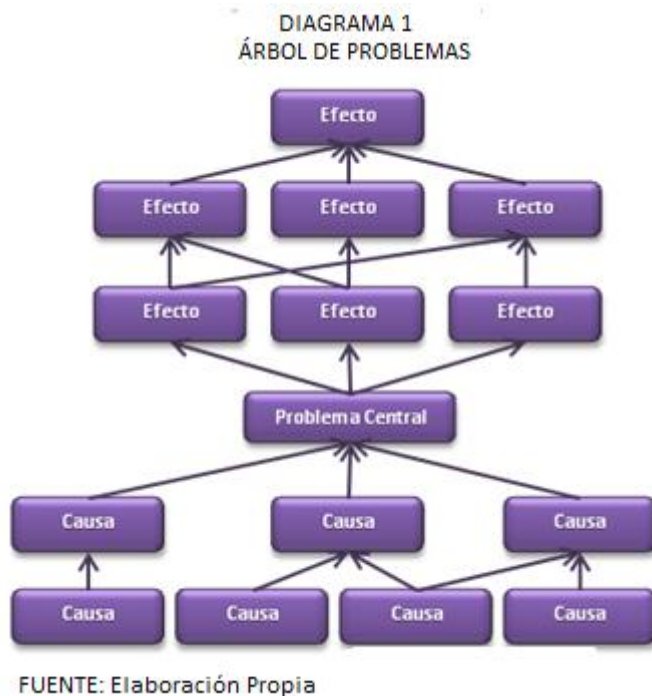 DIAGRAMA 1
ÁRBOL DE PROBLEMAS
Efecto
Efecto Efecto Efecto
Efecto Efecto Efecto
Problema Central
Causa Causa Causa
Causa Causa Causa Causa
FUENTE: Elaboración Propia